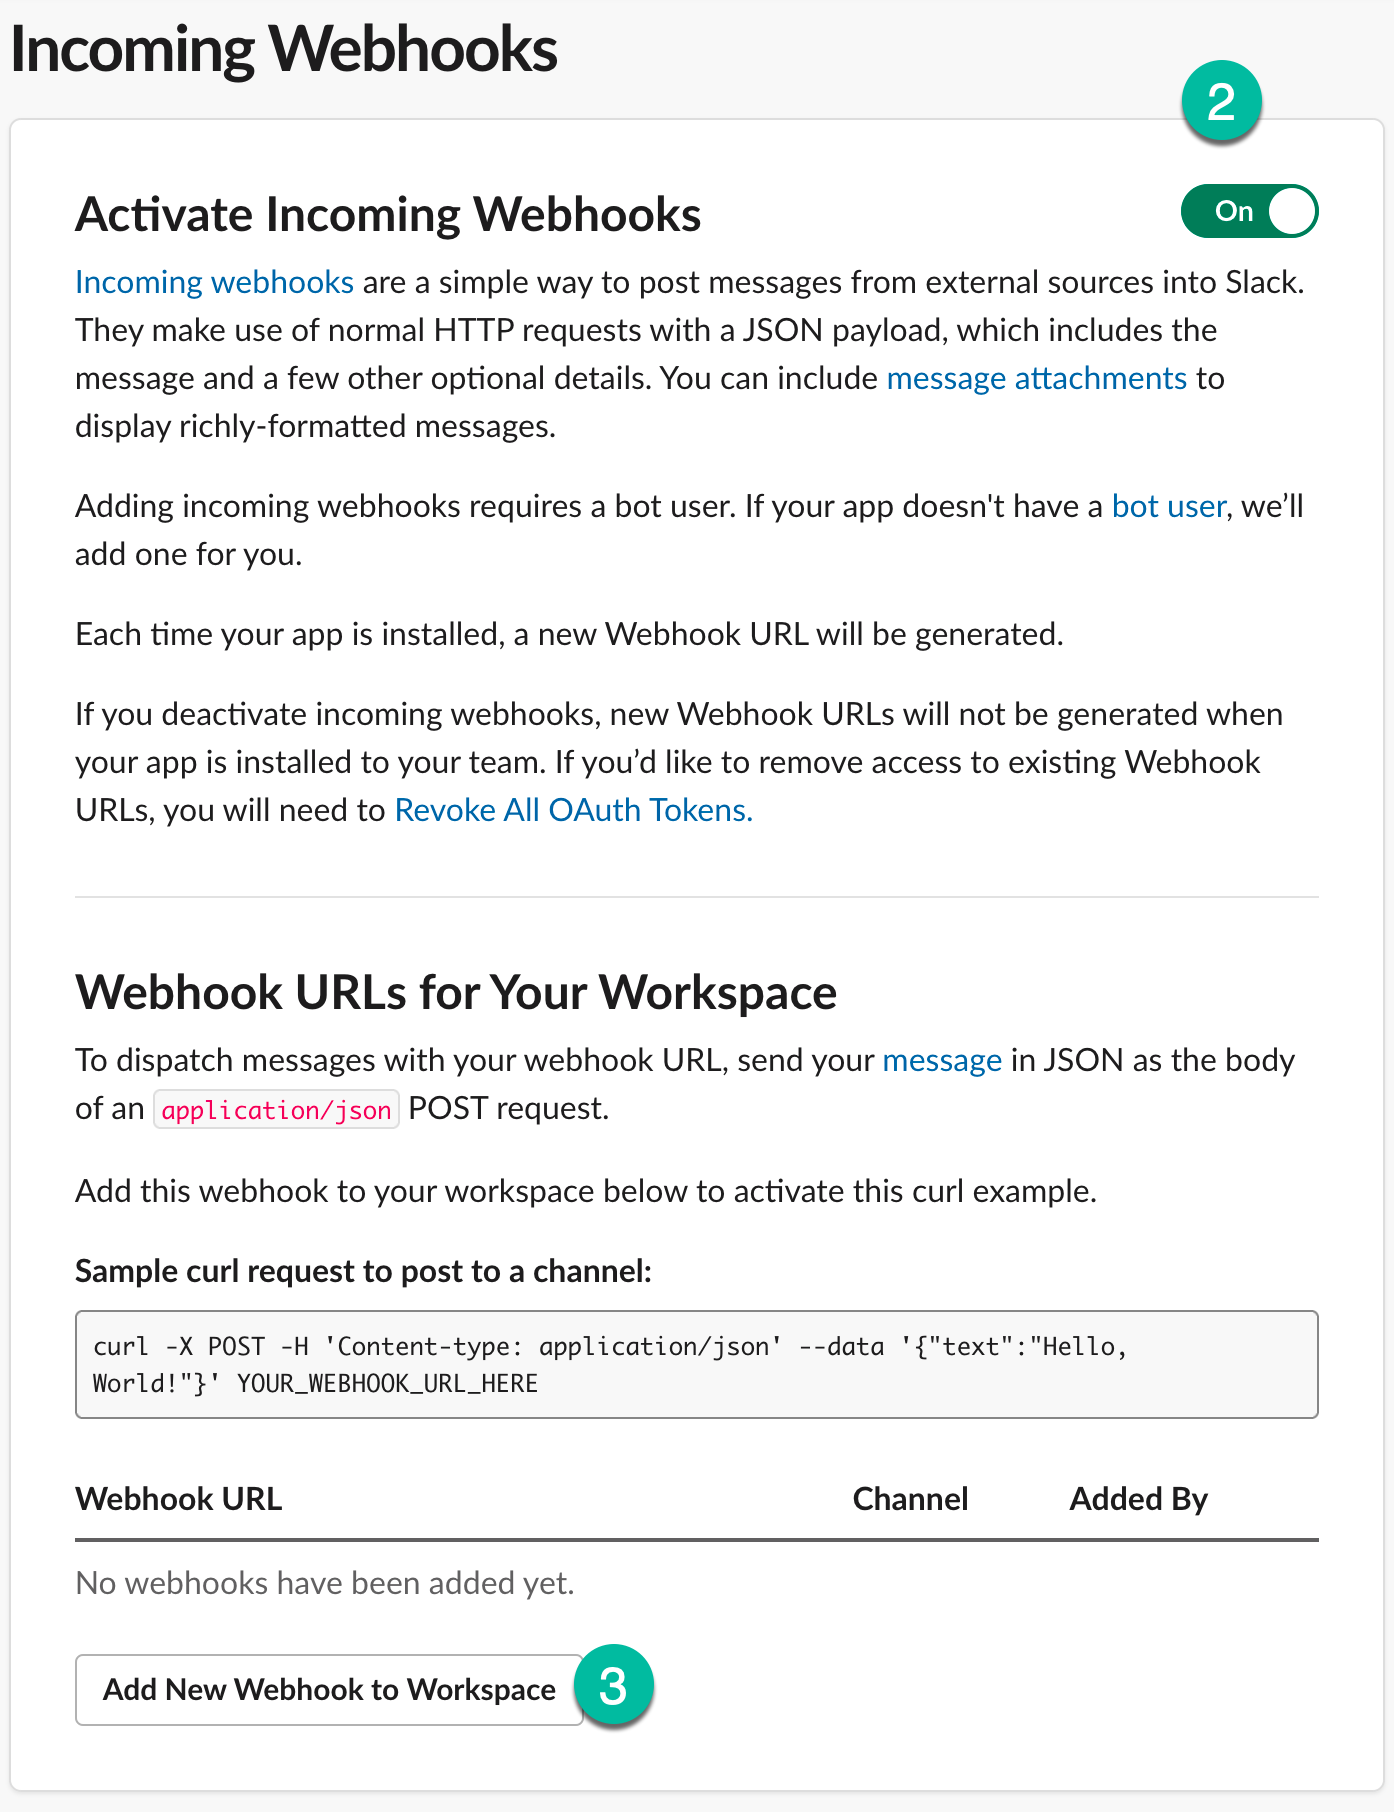 Incoming Webhooks
2
Activate Incoming Webhooks
On
Incoming webhooks are a simple way to post messages from external sources into Slack.
They make use of normal HTTP requests with a JSON payload, which includes the
message and a few other optional details. You can include message attachments to
display richly-formatted messages.
Adding incoming webhooks requires a bot user. If your app doesn't have a bot user, we’ll
add one for you.
Each time your app is installed, a new Webhook URL will be generated.
If you deactivate incoming webhooks, new Webhook URLs will not be generated when
your app is installed to your team. If you’d like to remove access to existing Webhook
URLs, you will need to Revoke All OAuth Tokens.
Webhook URLs for Your Workspace
To dispatch messages with your webhook URL, send your message in JSON as the body
of an application/json POST request.
Add this webhook to your workspace below to activate this curl example.
Sample curl request to post to a channel:
curl -X POST -H 'Content-type: application/json' --data '{"text":"Hello,
World!"}' YOUR_WEBHOOK_URL_HERE
Webhook URL Channel Added By
No webhooks have been added yet.
Add New Webhook to Workspace
3